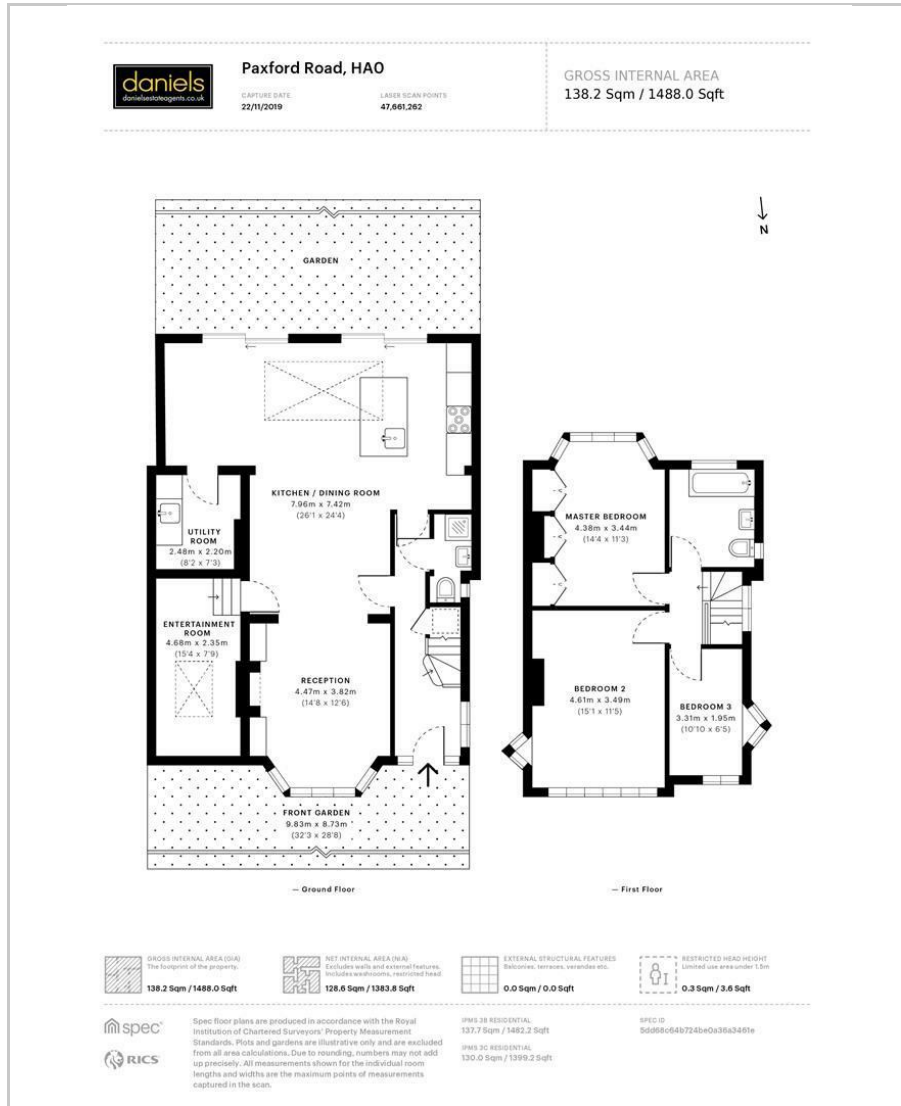 daniels
danielsestateagents.co.uk
Paxford Road, HA0
CAPTURE DATE
22/11/2019
LASER SCAN POINTS
47,661,262
GROSS INTERNAL AREA
138.2 Sqm / 1488.0 Sqft
N
GARDEN
KITCHEN / DINING ROOM
7.96m x 7.42m
(26'1 x 24'4)
UTILITY
ROOM
2.48m x 2.20m
(8'2 x 7'3)
ENTERTAINMENT
ROOM
4.68m x 2.35m
(15'4 x 7'9)
RECEPTION
4.47m x 3.82m
(14'8 x 12'6)
FRONT GARDEN
9.83m x 8.73m
(32'3 x 28'8)
— Ground Floor
MASTER BEDROOM
4.38m x 3.44m
(14'4 x 11'3)
BEDROOM 2
4.61m x 3.49m
(15'1 x 11'5)
BEDROOM 3
3.31m x 1.95m
(10'10 x 6'5)
— First Floor
GROSS INTERNAL AREA (GIA)
The footprint of the property.
138.2 Sqm / 1488.0 Sqft
NET INTERNAL AREA (NIA)
Excludes walls and external features.
Includes washrooms, restricted head
128.6 Sqm / 1383.8 Sqft
EXTERNAL STRUCTURAL FEATURES
Balconies, terraces, verandas etc.
0.0 Sqm / 0.0 Sqft
RESTRICTED HEAD HEIGHT
Limited use area under 1.5m
0.3 Sqm / 3.6 Sqft
spec
RICS
Spec floor plans are produced in accordance with the Royal
Institution of Chartered Surveyors' Property Measurement
Standards. Plots and gardens are illustrative only and are excluded
from all area calculations. Due to rounding, numbers may not add
up precisely. All measurements shown for the individual room
lengths and widths are the maximum points of measurements
captured in the scan.
IPMS 3B RESIDENTIAL
137.7 Sqm / 1482.2 Sqft
IPMS 3C RESIDENTIAL
130.0 Sqm / 1399.2 Sqft
SPEC ID
5dd68c64b724be0a36a3461e